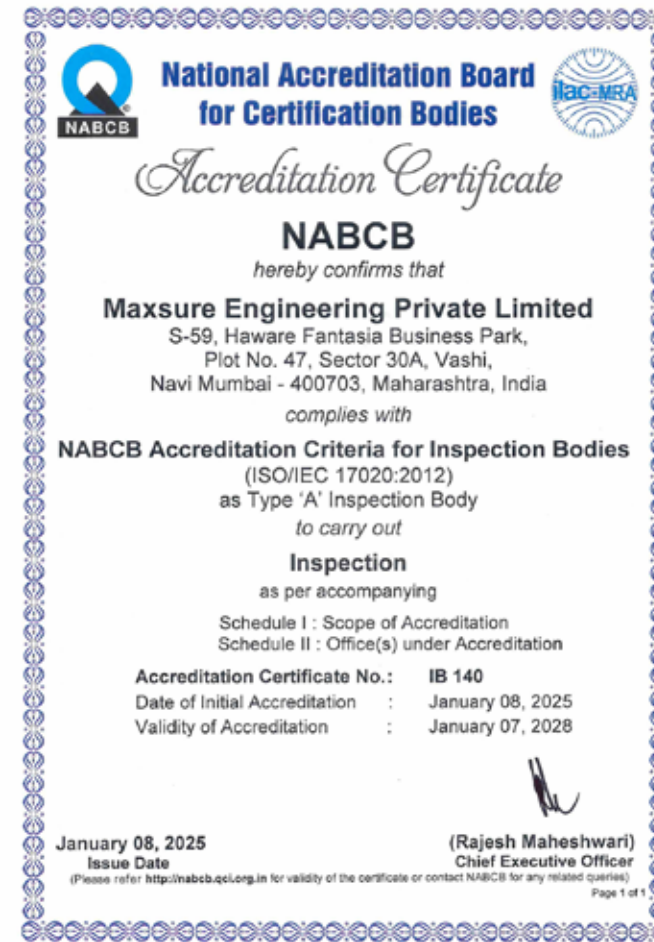 NABCB
National Accreditation Board
for Certification Bodies
ilac-MRA
Accreditation Certificate
NABCB
hereby confirms that
Maxsure Engineering Private Limited
S-59, Haware Fantasia Business Park,
Plot No. 47, Sector 30A, Vashi,
Navi Mumbai - 400703, Maharashtra, India
complies with
NABCB Accreditation Criteria for Inspection Bodies
(ISO/IEC 17020:2012)
as Type ‘A’ Inspection Body
to carry out
Inspection
as per accompanying
Schedule I : Scope of Accreditation
Schedule II : Office(s) under Accreditation
Accreditation Certificate No.: IB 140
Date of Initial Accreditation : January 08, 2025
Validity of Accreditation : January 07, 2028
January 08, 2025
Issue Date
(Rajesh Maheshwari)
Chief Executive Officer
(Please refer http://nabcb.qci.org.in for validity of the certificate or contact NABCB for any related queries)
Page 1 of 1